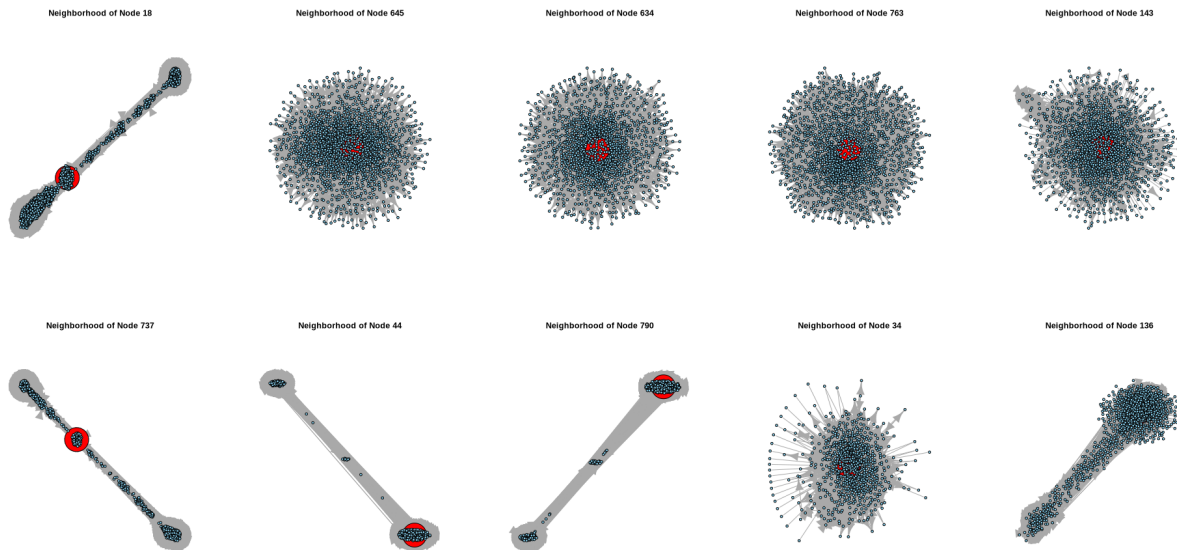 Neighborhood of Node 18
Neighborhood of Node 645
Neighborhood of Node 634
Neighborhood of Node 763
Neighborhood of Node 143
Neighborhood of Node 737
Neighborhood of Node 44
Neighborhood of Node 790
Neighborhood of Node 34
Neighborhood of Node 136